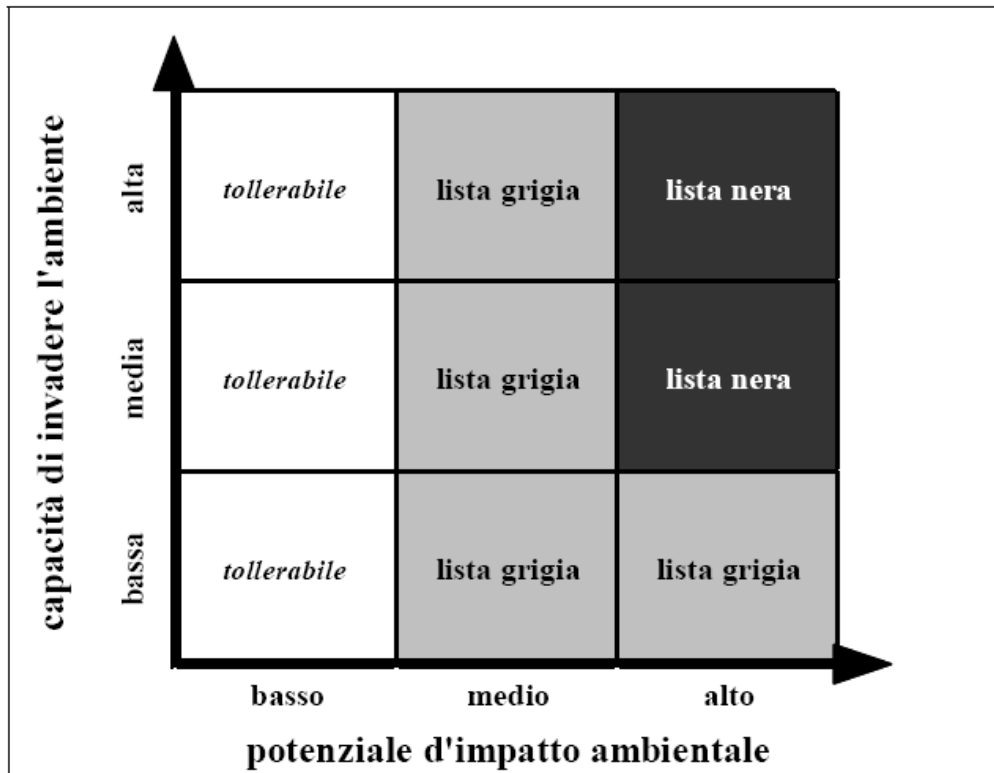 capacità di invadere l'ambiente
alta
tollerabile
lista grigia
lista nera
media
tollerabile
lista grigia
lista nera
bassa
tollerabile
lista grigia
lista grigia
basso
medio
alto
potenziale d'impatto ambientale